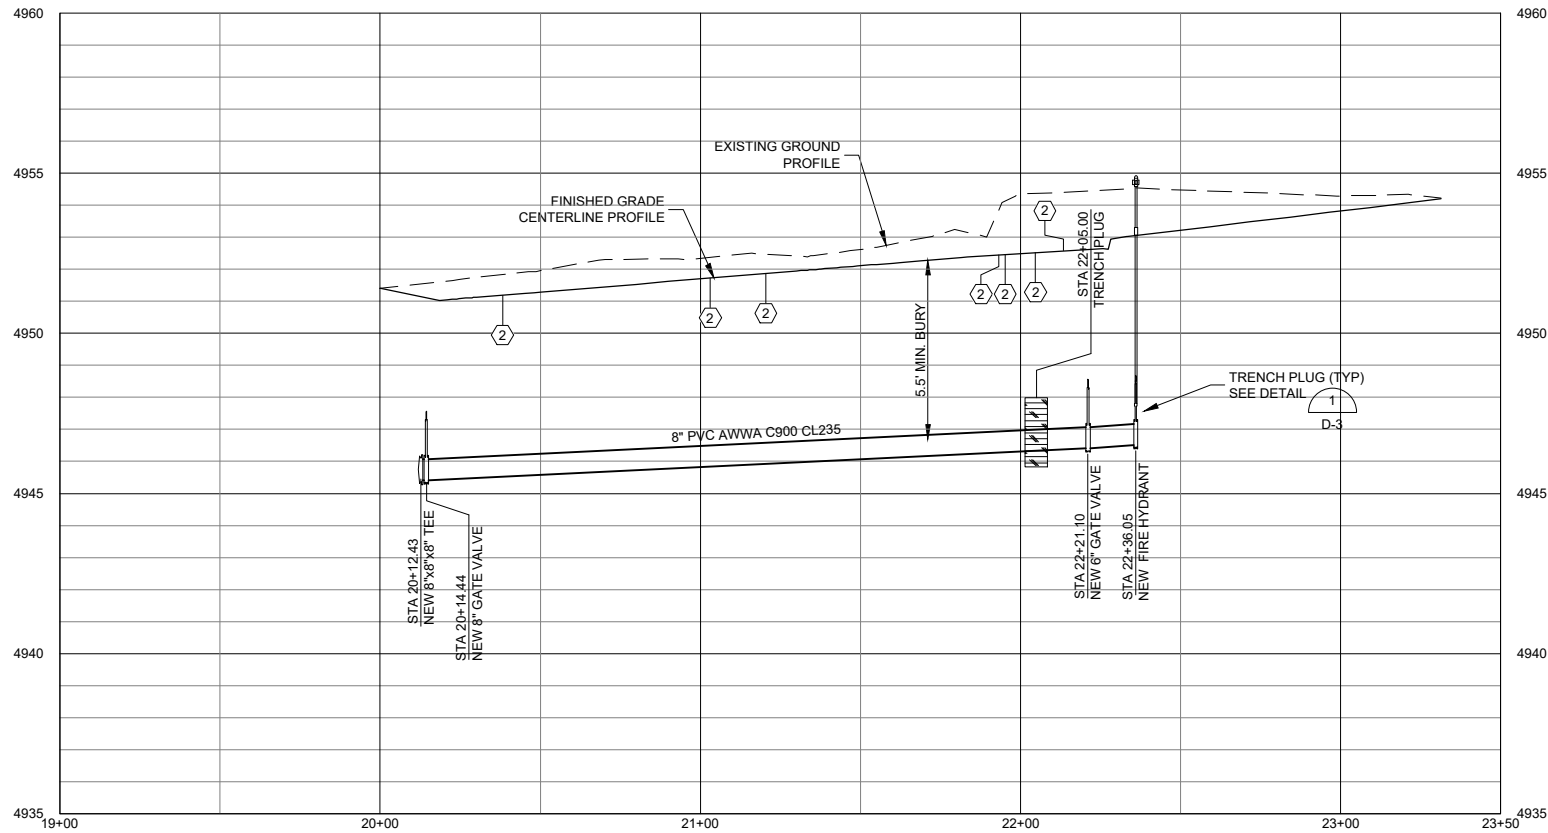 4960
4960
4955
4955
4950
4950
4945
4945
4940
4940
4935
4935
EXISTING GROUND
PROFILE
FINISHED GRADE
CENTERLINE PROFILE
2
2
2
2
2
2
2
STA 22+05.00
TRENCH PLUG
5.5' MIN. BURY
TRENCH PLUG (TYP)
SEE DETAIL
1
D-3
8" PVC AWWA C900 CL235
STA 20+12.43
NEW 8"x8"x8" TEE
STA 20+14.44
NEW 8" GATE VALVE
STA 22+21.10
NEW 6" GATE VALVE
STA 22+36.05
NEW FIRE HYDRANT
19+00
20+00
21+00
22+00
23+00
23+50